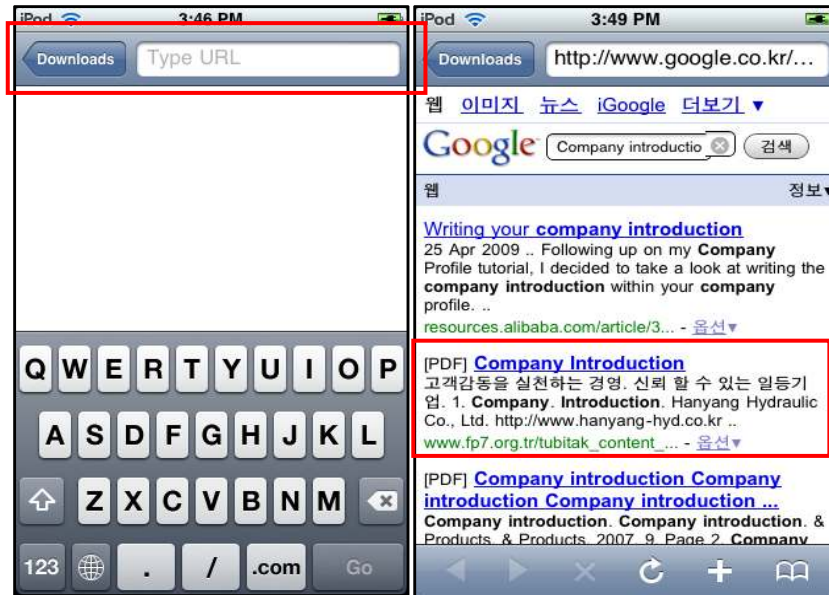 iPod 3:46 PM
Downloads Type URL
Q W E R T Y U I O P
A S D F G H J K L
Z X C V B N M
123 . / .com Go
iPod 3:49 PM
Downloads http://www.google.co.kr/...
웹 이미지 뉴스 iGoogle 더보기 ▼
Google Company introductio 검색
웹 정보▼
Writing your company introduction
25 Apr 2009 .. Following up on my Company
Profile tutorial, I decided to take a look at writing the
company introduction within your company
profile. ..
resources.alibaba.com/article/3... - 옵션▼
[PDF] Company Introduction
고객감동을 실천하는 경영. 신뢰 할 수 있는 일등기
업. 1. Company. Introduction. Hanyang Hydraulic
Co., Ltd. http://www.hanyang-hyd.co.kr ..
www.fp7.org.tr/tubitak_content_... - 옵션▼
[PDF] Company introduction Company
introduction Company introduction ...
Company introduction. Company introduction. &
Products. & Products. 2007. 9. Page 2. Company